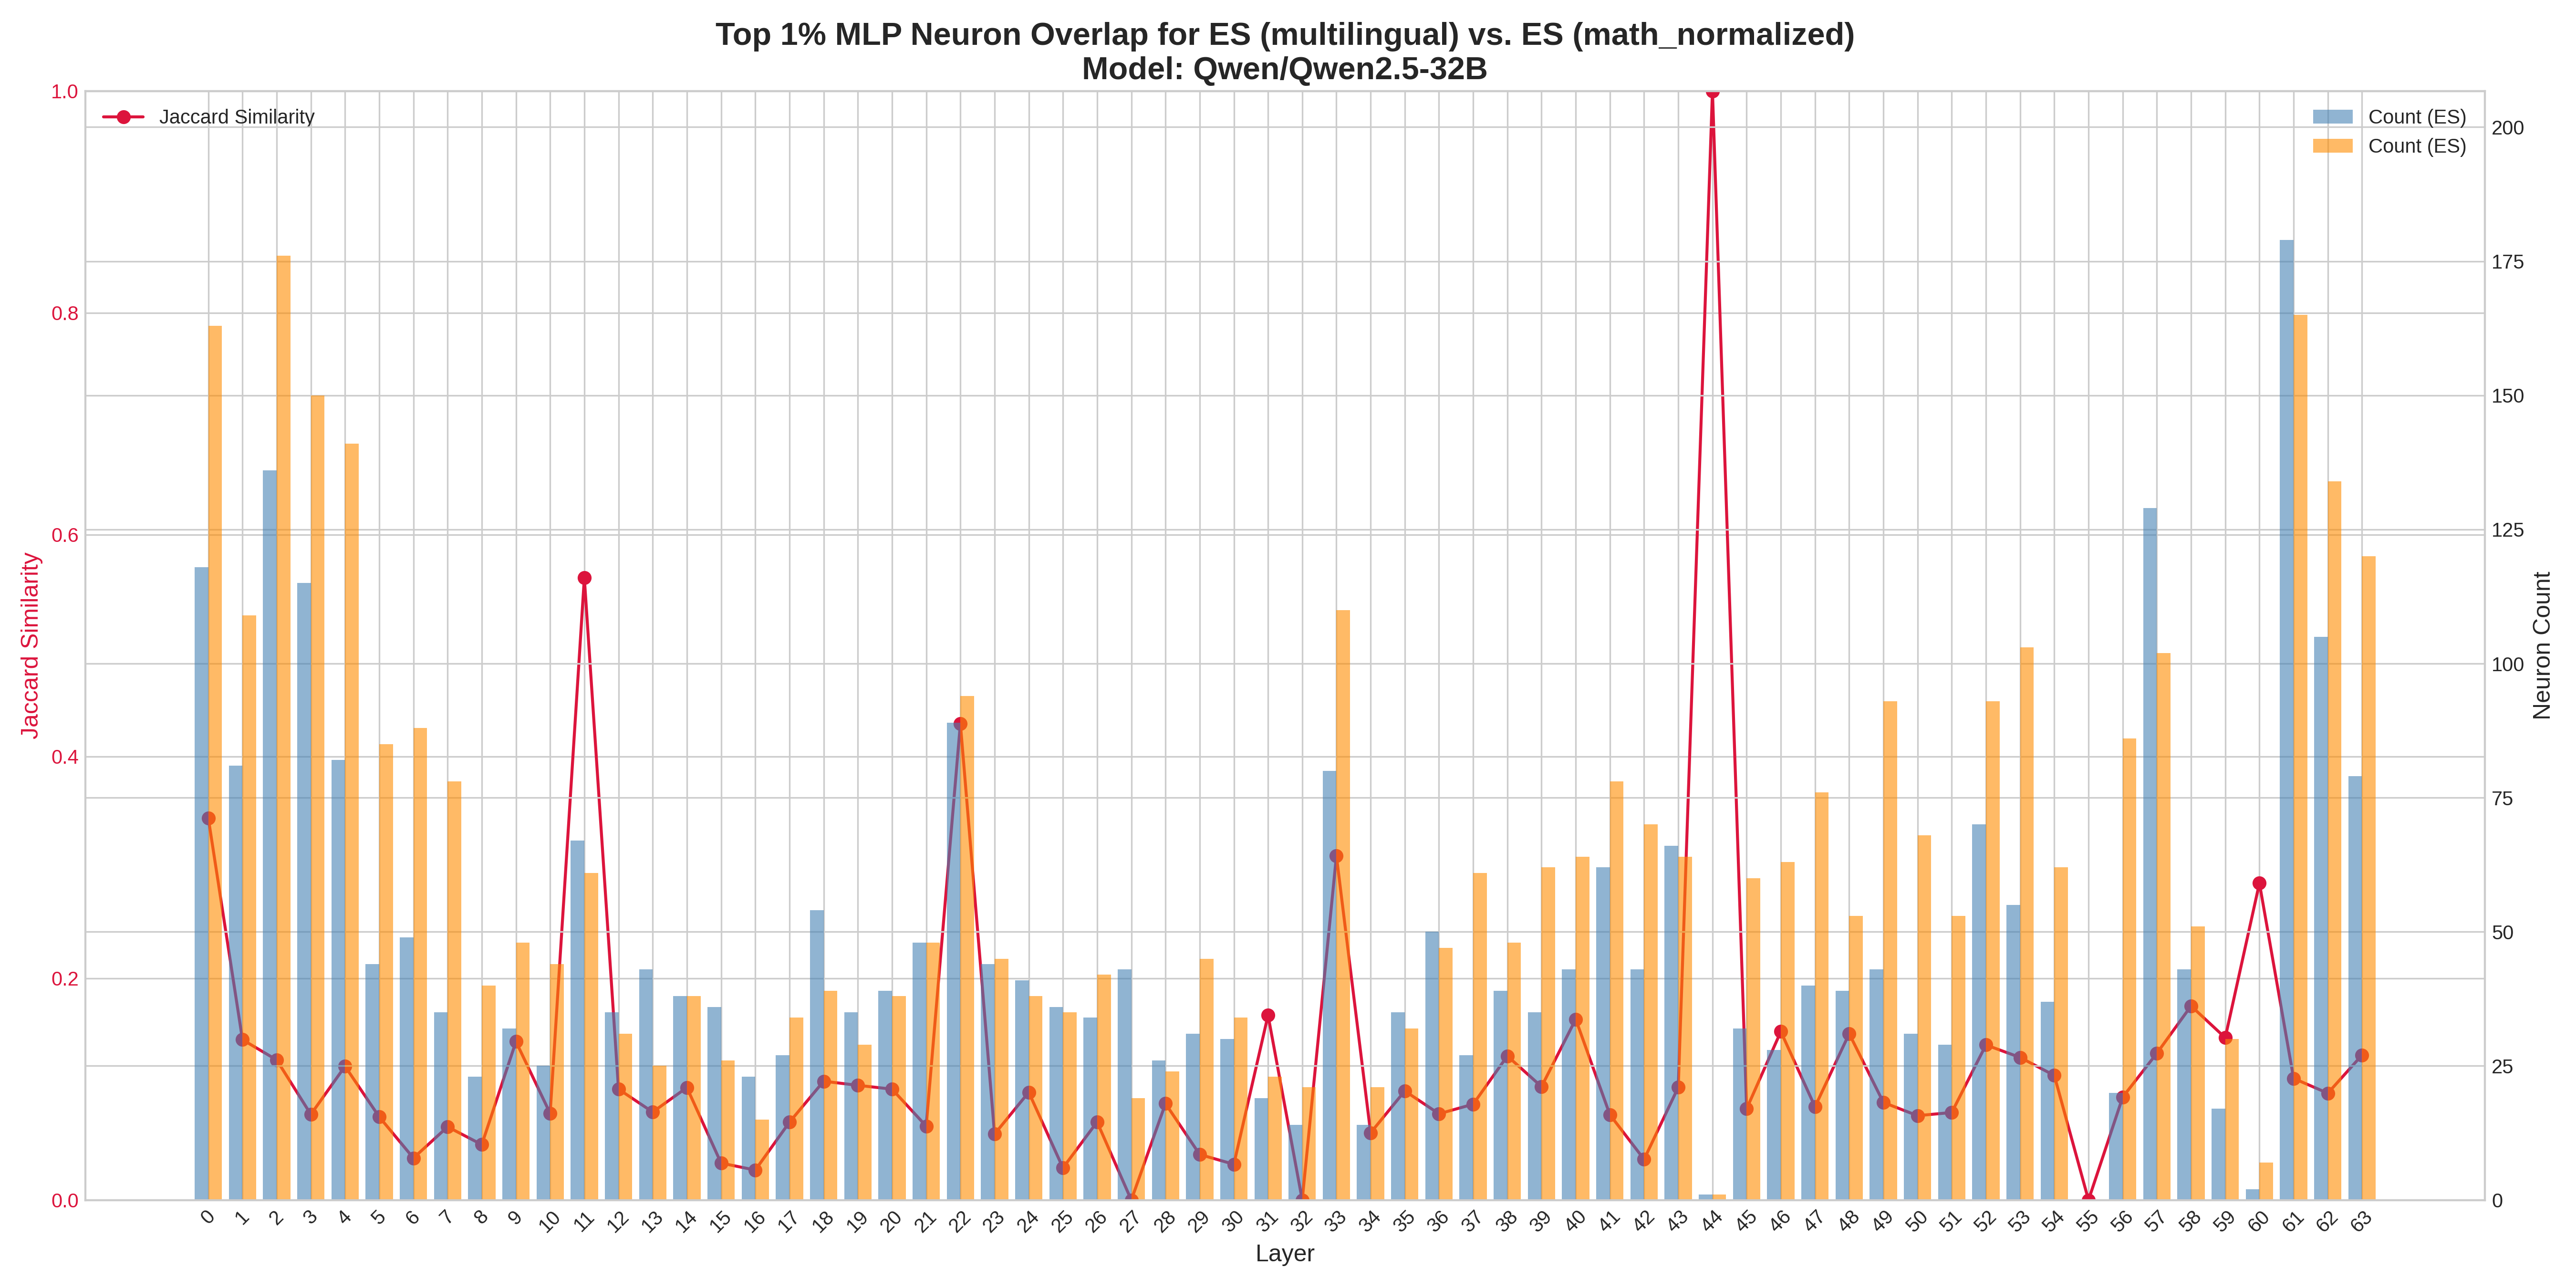 Top 1% MLP Neuron Overlap for ES (multilingual) vs. ES (math_normalized)
Model: Qwen/Qwen2.5-32B
Jaccard Similarity
Count (ES)
Count (ES)
1.0
0.8
0.6
0.4
0.2
0.0
Jaccard Similarity
200
175
150
125
100
75
50
25
0
Neuron Count
0 1 2 3 4 5 6 7 8 9 10 11 12 13 14 15 16 17 18 19 20 21 22 23 24 25 26 27 28 29 30 31 32 33 34 35 36 37 38 39 40 41 42 43 44 45 46 47 48 49 50 51 52 53 54 55 56 57 58 59 60 61 62 63
Layer